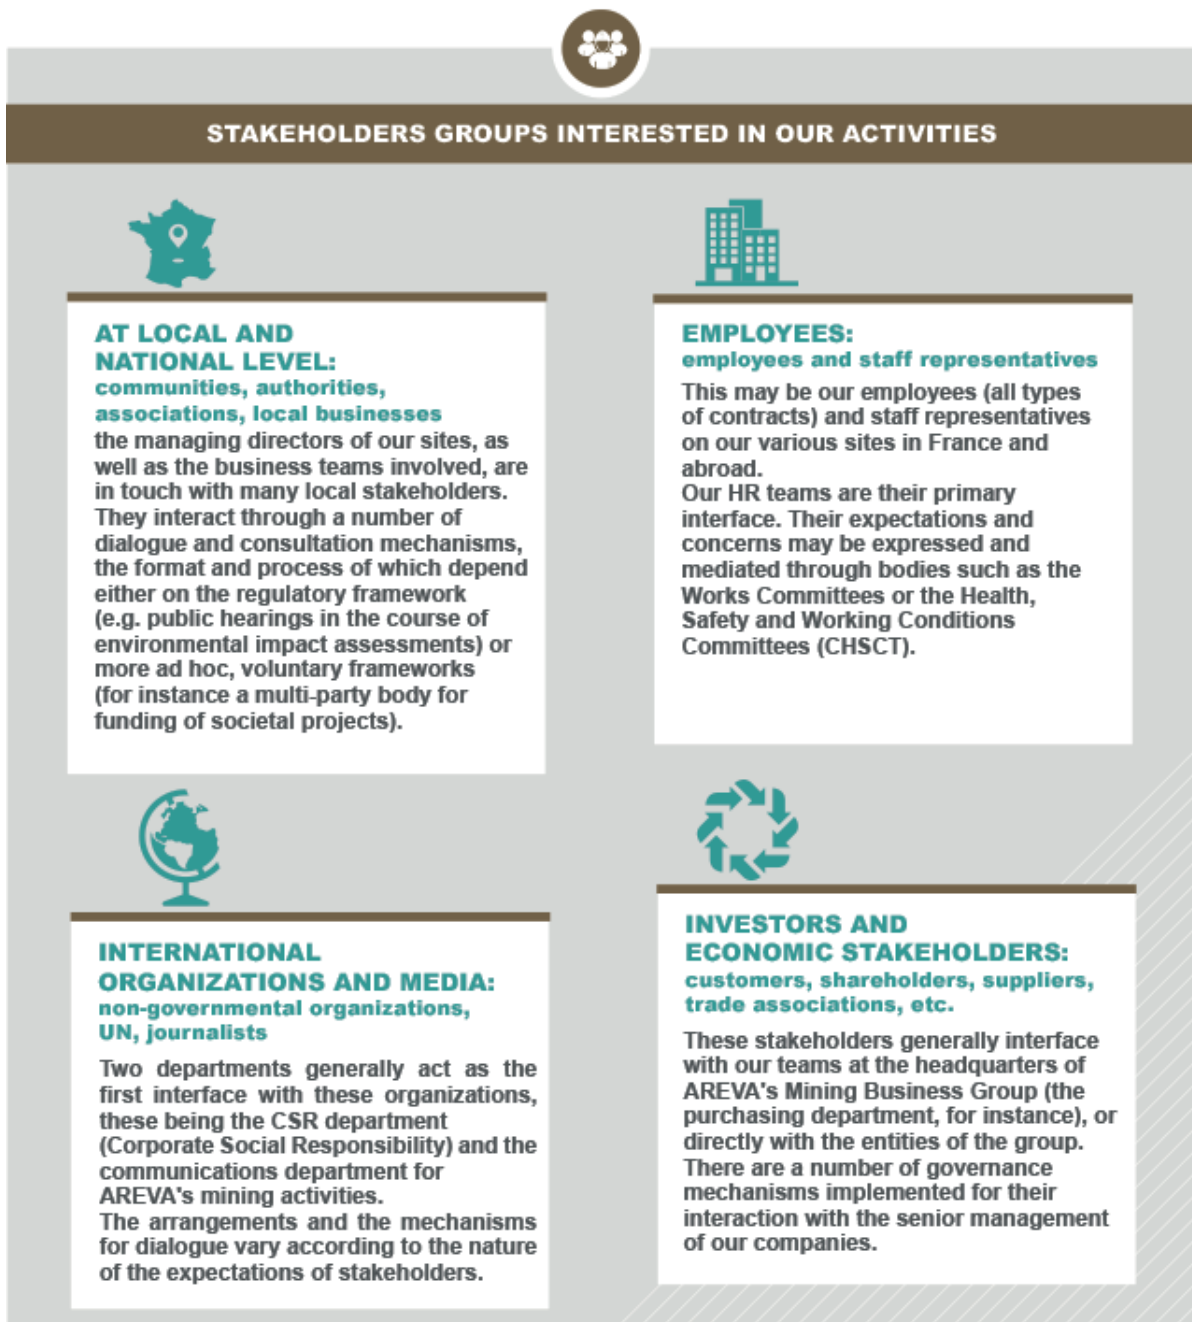 STAKEHOLDERS GROUPS INTERESTED IN OUR ACTIVITIES
AT LOCAL AND
NATIONAL LEVEL:
communities, authorities,
associations, local businesses
the managing directors of our sites, as
well as the business teams involved, are
in touch with many local stakeholders.
They interact through a number of
dialogue and consultation mechanisms,
the format and process of which depend
either on the regulatory framework
(e.g. public hearings in the course of
environmental impact assessments) or
more ad hoc, voluntary frameworks
(for instance a multi-party body for
funding of societal projects).
EMPLOYEES:
employees and staff representatives
This may be our employees (all types
of contracts) and staff representatives
on our various sites in France and
abroad.
Our HR teams are their primary
interface. Their expectations and
concerns may be expressed and
mediated through bodies such as the
Works Committees or the Health,
Safety and Working Conditions
Committees (CHSCT).
INTERNATIONAL
ORGANIZATIONS AND MEDIA:
non-governmental organizations,
UN, journalists
Two departments generally act as the
first interface with these organizations,
these being the CSR department
(Corporate Social Responsibility) and the
communications department for
AREVA's mining activities.
The arrangements and the mechanisms
for dialogue vary according to the nature
of the expectations of stakeholders.
INVESTORS AND
ECONOMIC STAKEHOLDERS:
customers, shareholders, suppliers,
trade associations, etc.
These stakeholders generally interface
with our teams at the headquarters of
AREVA's Mining Business Group (the
purchasing department, for instance), or
directly with the entities of the group.
There are a number of governance
mechanisms implemented for their
interaction with the senior management
of our companies.